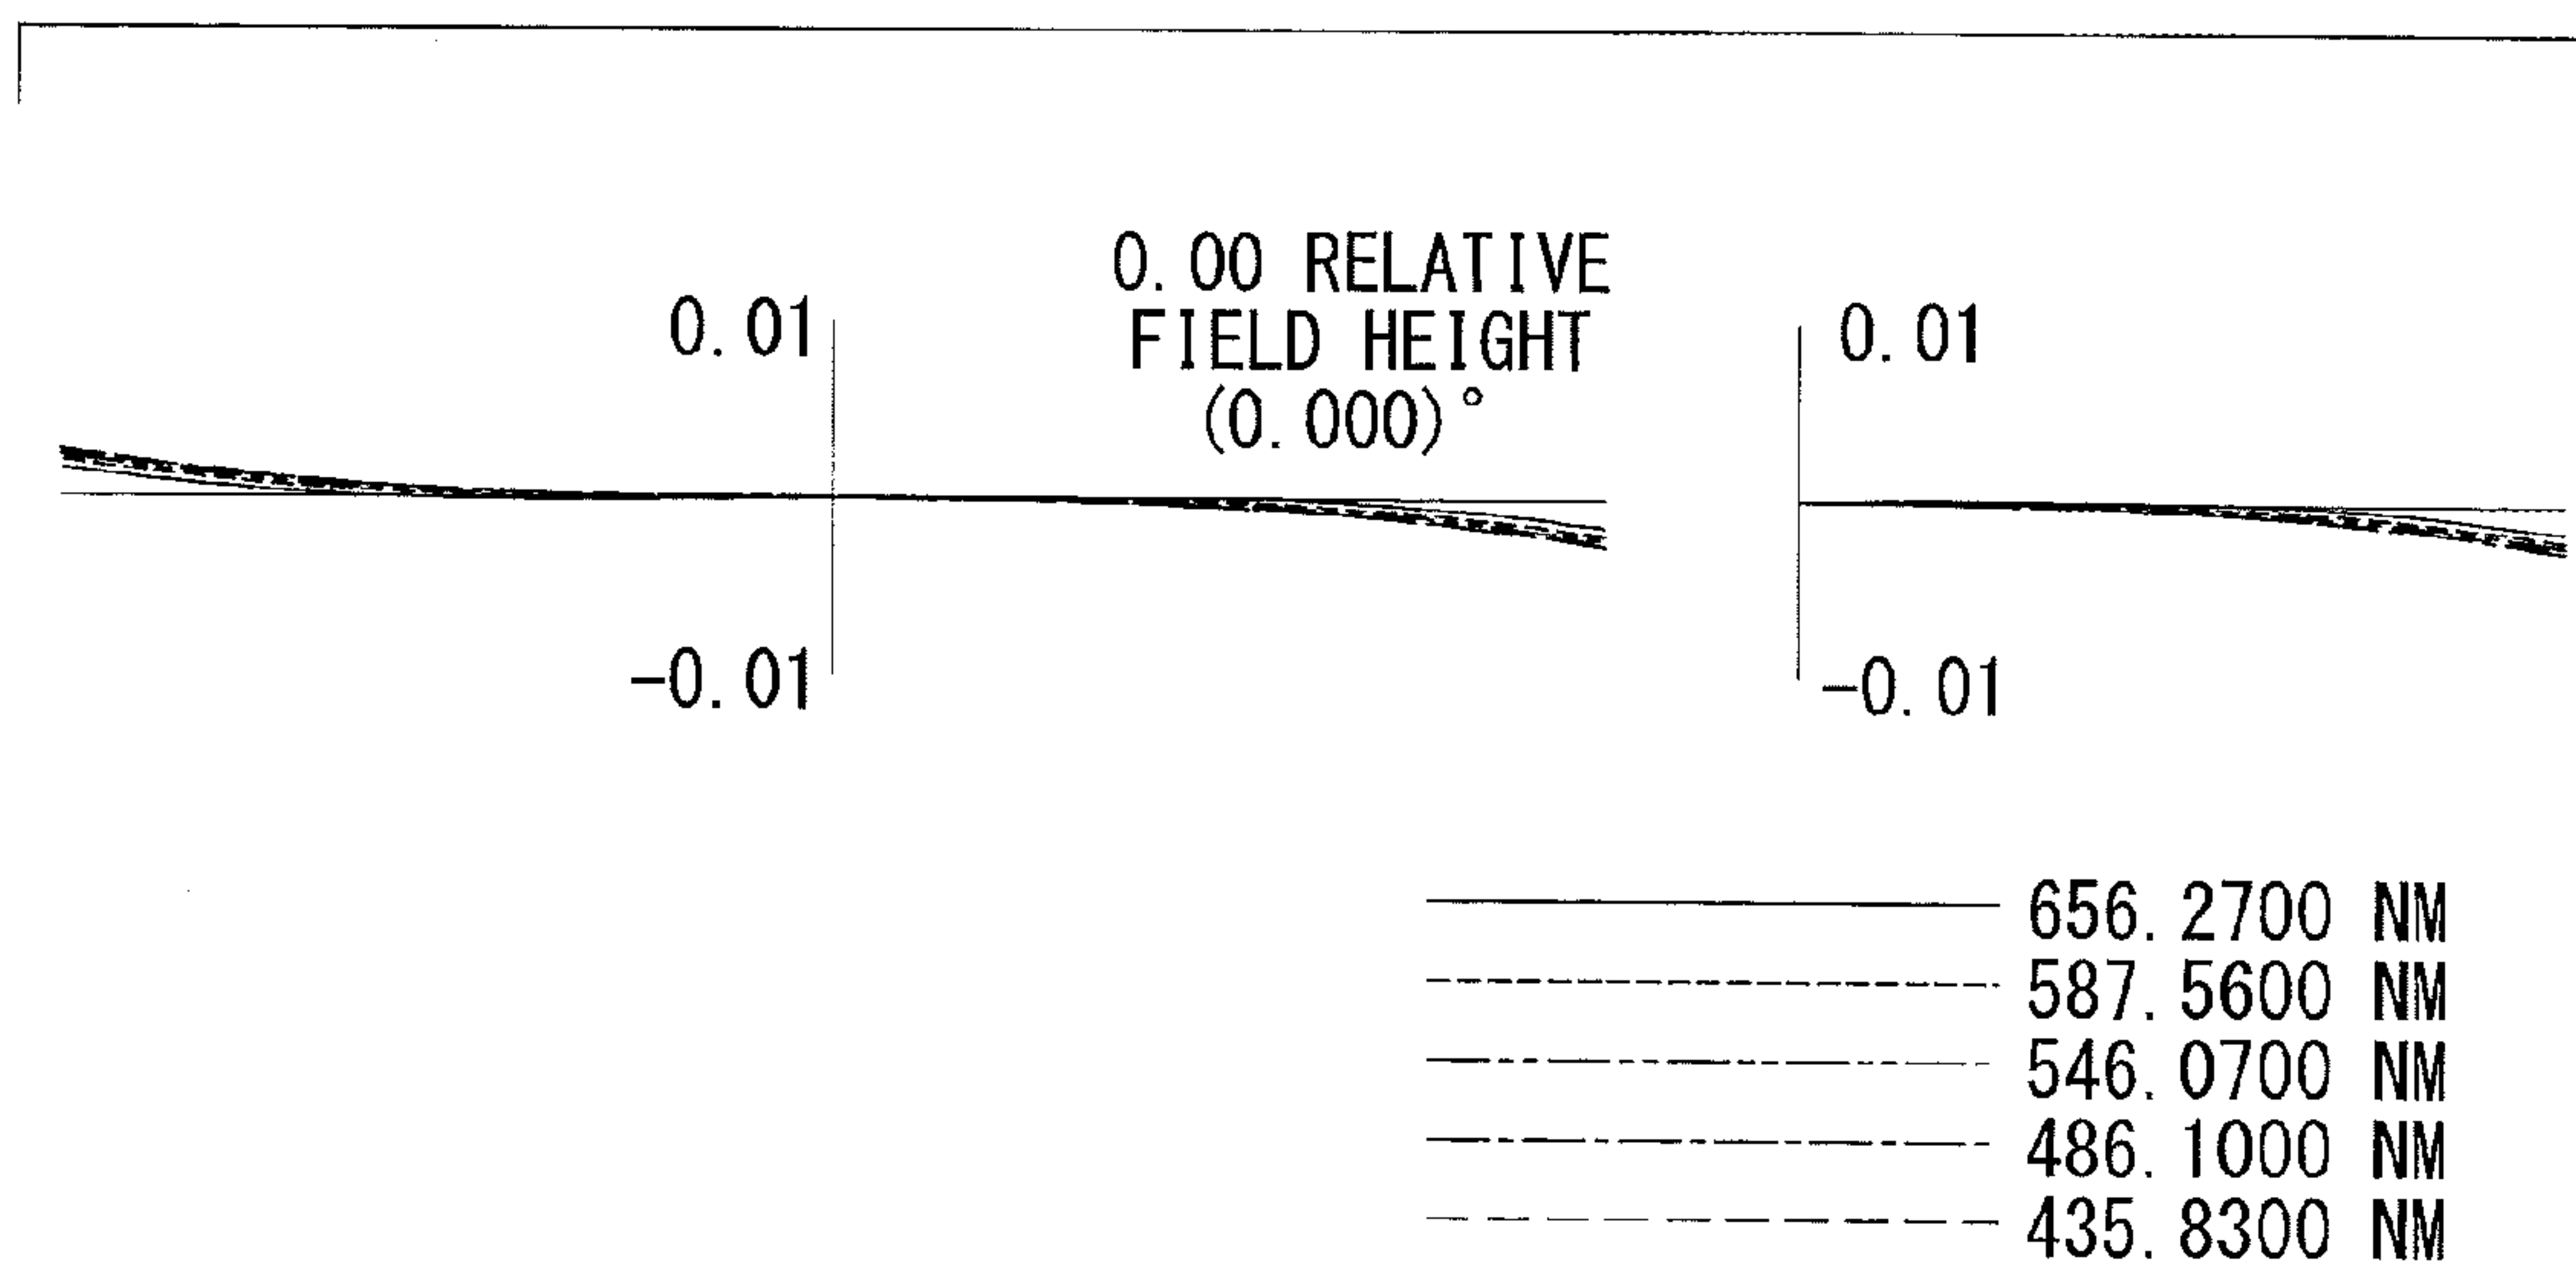 0.00 RELATIVE
FIELD HEIGHT
(0.000)°
0.01
-0.01
0.01
-0.01
656.2700 NM
587.5600 NM
546.0700 NM
486.1000 NM
435.8300 NM